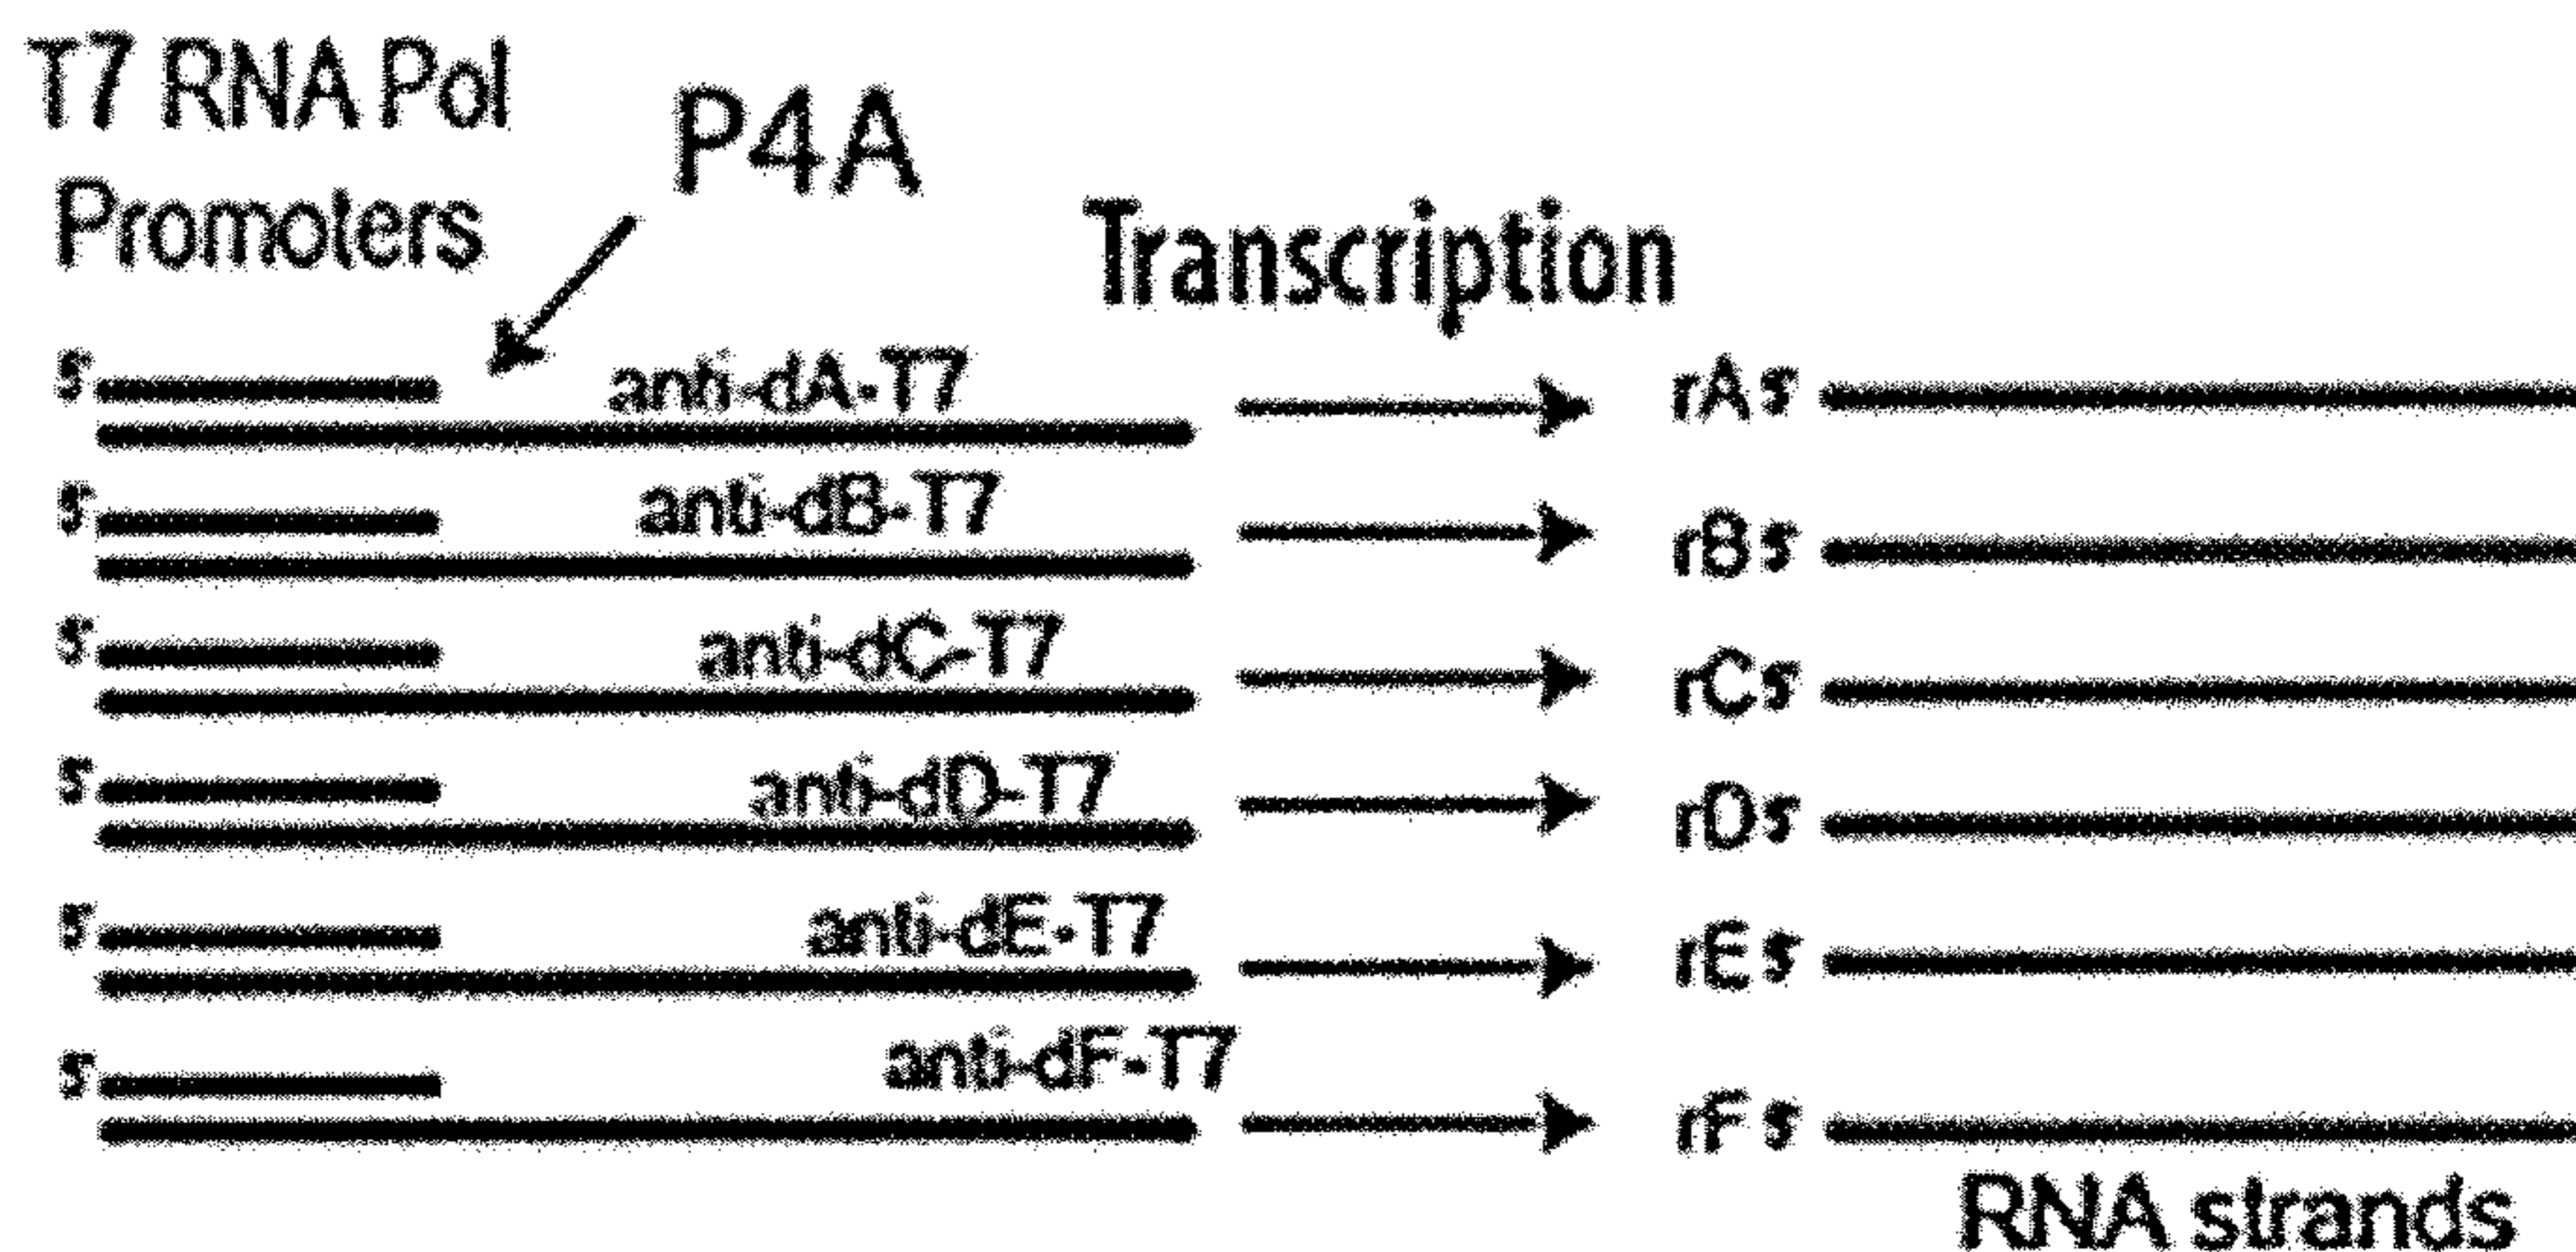 T7 RNA Pol
Promoters
P4A
Transcription
5' anti-dA-T7 rA 5'
5' anti-dB-T7 rB 5'
5' anti-dC-T7 rC 5'
5' anti-dD-T7 rD 5'
5' anti-dE-T7 rE 5'
5' anti-dF-T7 rF 5'
RNA strands